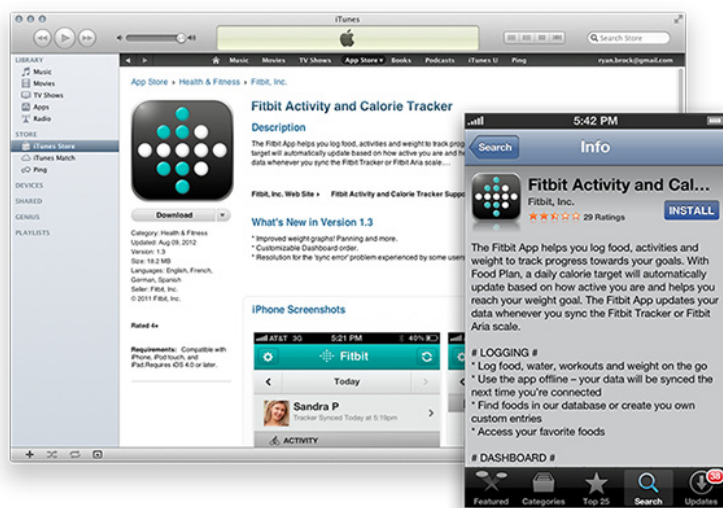 iTunes
Search Store
LIBRARY
Music
Movies
TV Shows
Apps
Radio
STORE
iTunes Store
iTunes Match
Ping
DEVICES
SHARED
GENIUS
PLAYLISTS
Music Movies TV Shows App Store Books Podcasts iTunes U Ping
ryan.brock@gmail.com
App Store Health & Fitness Fitbit, Inc.
Download
Category: Health & Fitness
Updated: Aug 09, 2012
Version: 1.3
Size: 18.2 MB
Languages: English, French,
German, Spanish
Seller: Fitbit, Inc.
© 2011 Fitbit, Inc.
Rated 4+
Requirements: Compatible with
iPhone, iPod touch, and
iPad. Requires iOS 4.0 or later.
Fitbit Activity and Calorie Tracker
Description
The Fitbit App helps you log food, activities and weight to track prog
target will automatically update based on how active you are and he
data whenever you sync the Fitbit Tracker or Fitbit Aria scale....
Fitbit, Inc. Web Site Fitbit Activity and Calorie Tracker Suppo
What's New in Version 1.3
* Improved weight graphs! Panning and more.
* Customizable Dashboard order.
* Resolution for the 'sync error' problem experienced by some users
iPhone Screenshots
AT&T 3G 5:21 PM 40%
Fitbit
Today
Sandra P
Tracker Synced Today at 5:19pm
ACTIVITY
5:42 PM
Search
Info
Fitbit Activity and Cal...
Fitbit, Inc.
29 Ratings
INSTALL
The Fitbit App helps you log food, activities and
weight to track progress towards your goals. With
Food Plan, a daily calorie target will automatically
update based on how active you are and helps you
reach your weight goal. The Fitbit App updates your
data whenever you sync the Fitbit Tracker or Fitbit
Aria scale.
# LOGGING #
* Log food, water, workouts and weight on the go
* Use the app offline – your data will be synced the
next time you're connected
* Find foods in our database or create you own
custom entries
* Access your favorite foods
# DASHBOARD #
38
Featured Categories Top 25 Search Updates